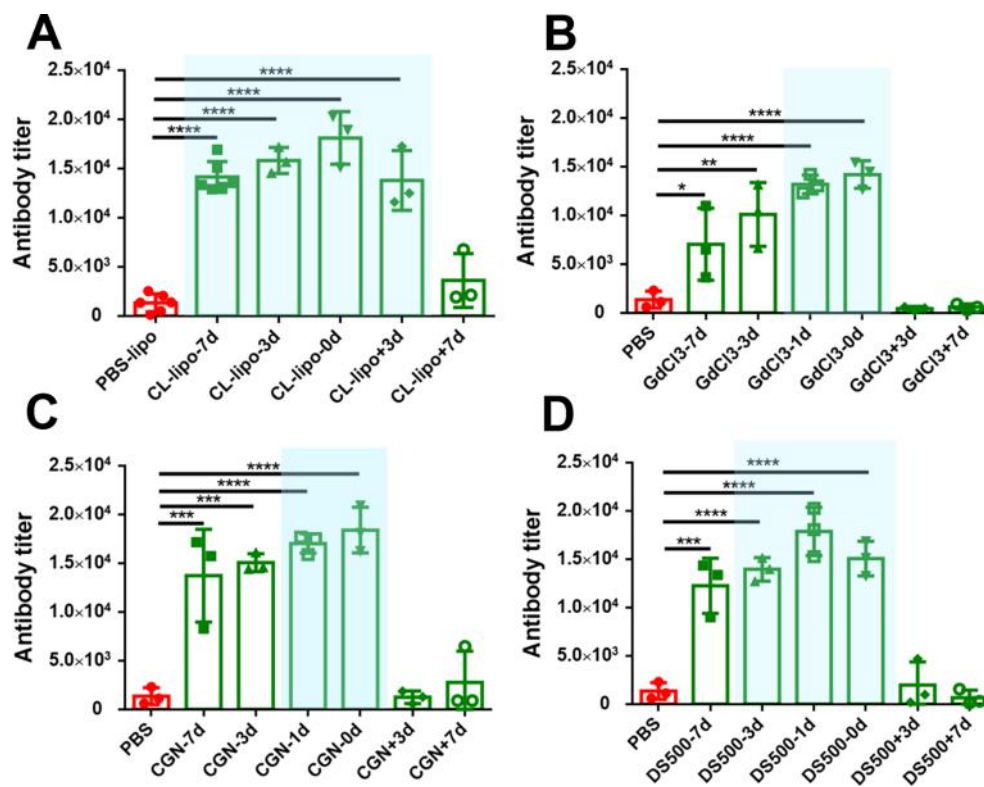 A
Antibody titer
2.5×10⁴
2.0×10⁴
1.5×10⁴
1.0×10⁴
5.0×10³
0
****
****
****
****
PBS-lipo
CL-lipo-7d
CL-lipo-3d
CL-lipo-0d
CL-lipo+3d
CL-lipo+7d
B
Antibody titer
2.5×10⁴
2.0×10⁴
1.5×10⁴
1.0×10⁴
5.0×10³
0
****
****
**
*
PBS
GdCl3-7d
GdCl3-3d
GdCl3-1d
GdCl3-0d
GdCl3+3d
GdCl3+7d
C
Antibody titer
2.5×10⁴
2.0×10⁴
1.5×10⁴
1.0×10⁴
5.0×10³
0
****
****
***
***
PBS
CGN-7d
CGN-3d
CGN-1d
CGN-0d
CGN+3d
CGN+7d
D
Antibody titer
2.5×10⁴
2.0×10⁴
1.5×10⁴
1.0×10⁴
5.0×10³
0
****
****
****
***
PBS
DS500-7d
DS500-3d
DS500-1d
DS500-0d
DS500+3d
DS500+7d